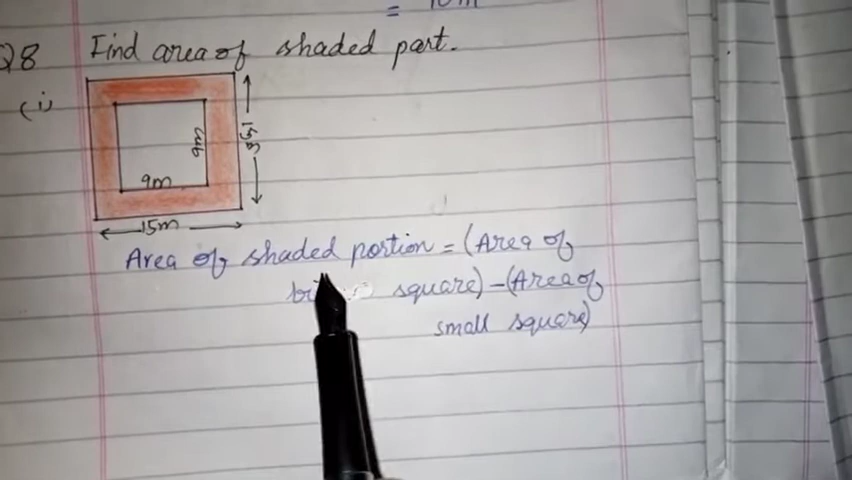 Q8 Find area of shaded part.
(i)
9m
9m
15m
15m
Area of shaded portion = (Area of
square) - (Area of
small square)